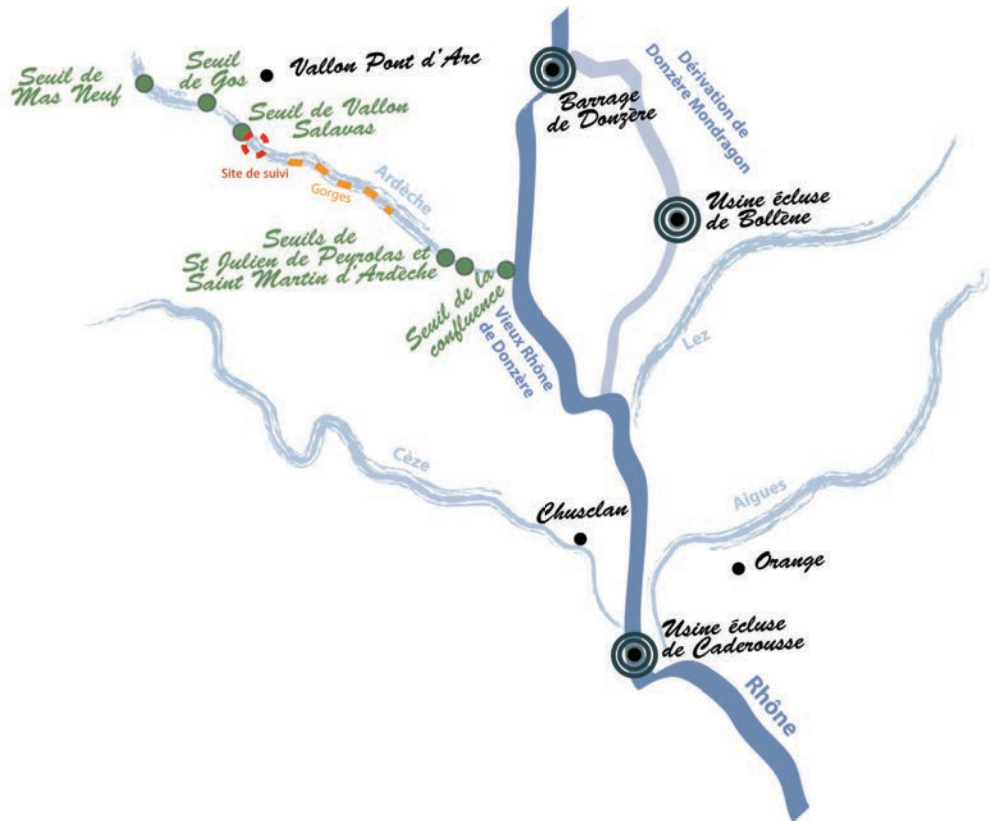 Seuil de
Mas Neuf
Seuil
de Gos
Vallon Pont d'Arc
Seuil de Vallon
Salavas
Site de suivi
Gorges
Ardèche
Barrage
de Donzère
Dérivation de
Donzère Mondragon
Usine écluse
de Bollène
Seuils de
St Julien de Peyrolas et
Saint Martin d'Ardèche
Seuil de la
confluence
Vieux Rhône
de Donzère
Lez
Cèze
Aigues
Chusclan
Orange
Usine écluse
de Caderousse
Rhône